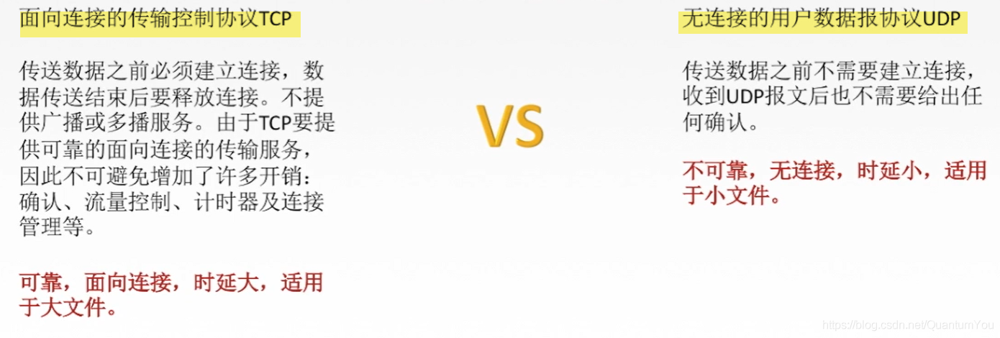 面向连接的传输控制协议TCP
传送数据之前必须建立连接，数
据传送结束后要释放连接。不提
供广播或多播服务。由于TCP要提
供可靠的面向连接的传输服务，
因此不可避免增加了许多开销：
确认、流量控制、计时器及连接
管理等。
可靠，面向连接，时延大，适用
于大文件。
VS
无连接的用户数据报协议UDP
传送数据之前不需要建立连接，
收到UDP报文后也不需要给出任
何确认。
不可靠，无连接，时延小，适用
于小文件。
https://blog.csdn.net/QuantumYou